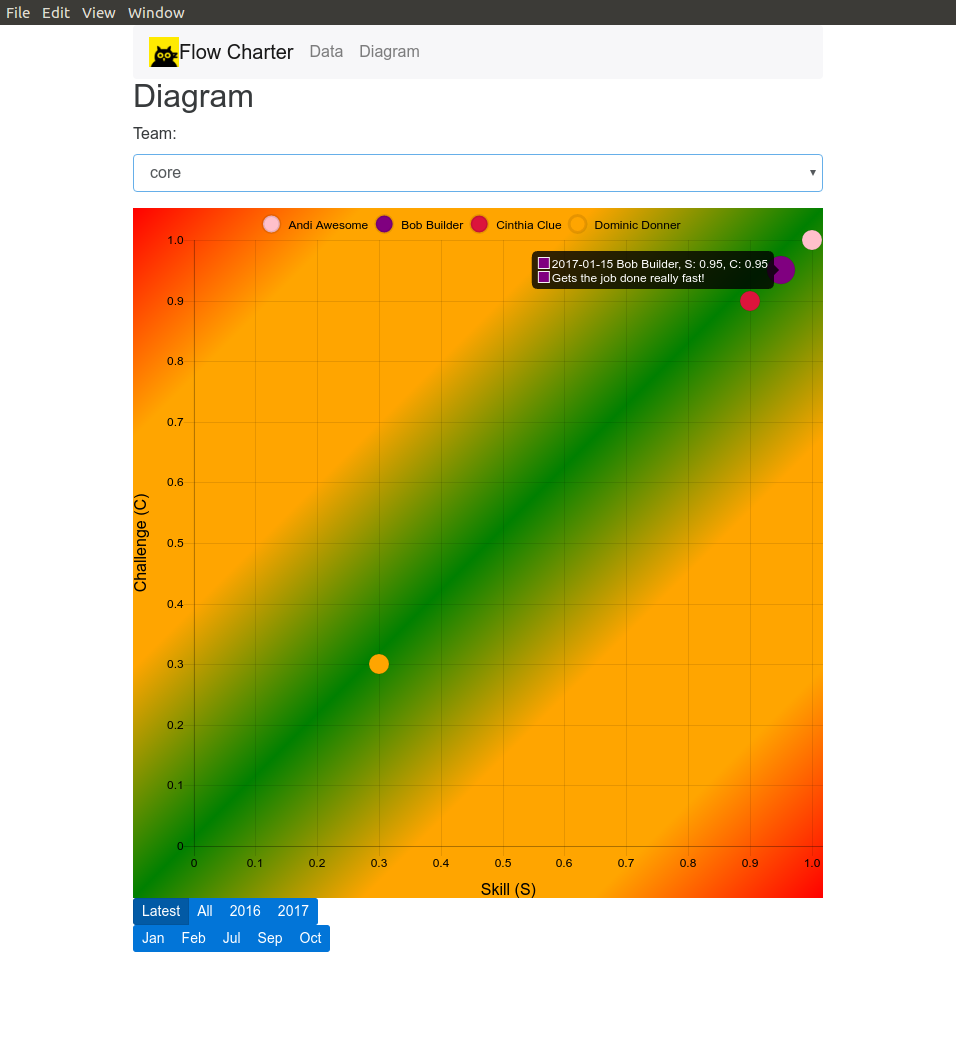 File Edit View Window
Flow Charter Data Diagram
Diagram
Team:
core
Andi Awesome Bob Builder Cinthia Clue Dominic Donner
1.0
2017-01-15 Bob Builder, S: 0.95, C: 0.95
Gets the job done really fast!
0.9
0.8
0.7
0.6
Challenge (C)
0.5
0.4
0.3
0.2
0.1
0
0 0.1 0.2 0.3 0.4 0.5 0.6 0.7 0.8 0.9 1.0
Skill (S)
Latest All 2016 2017
Jan Feb Jul Sep Oct